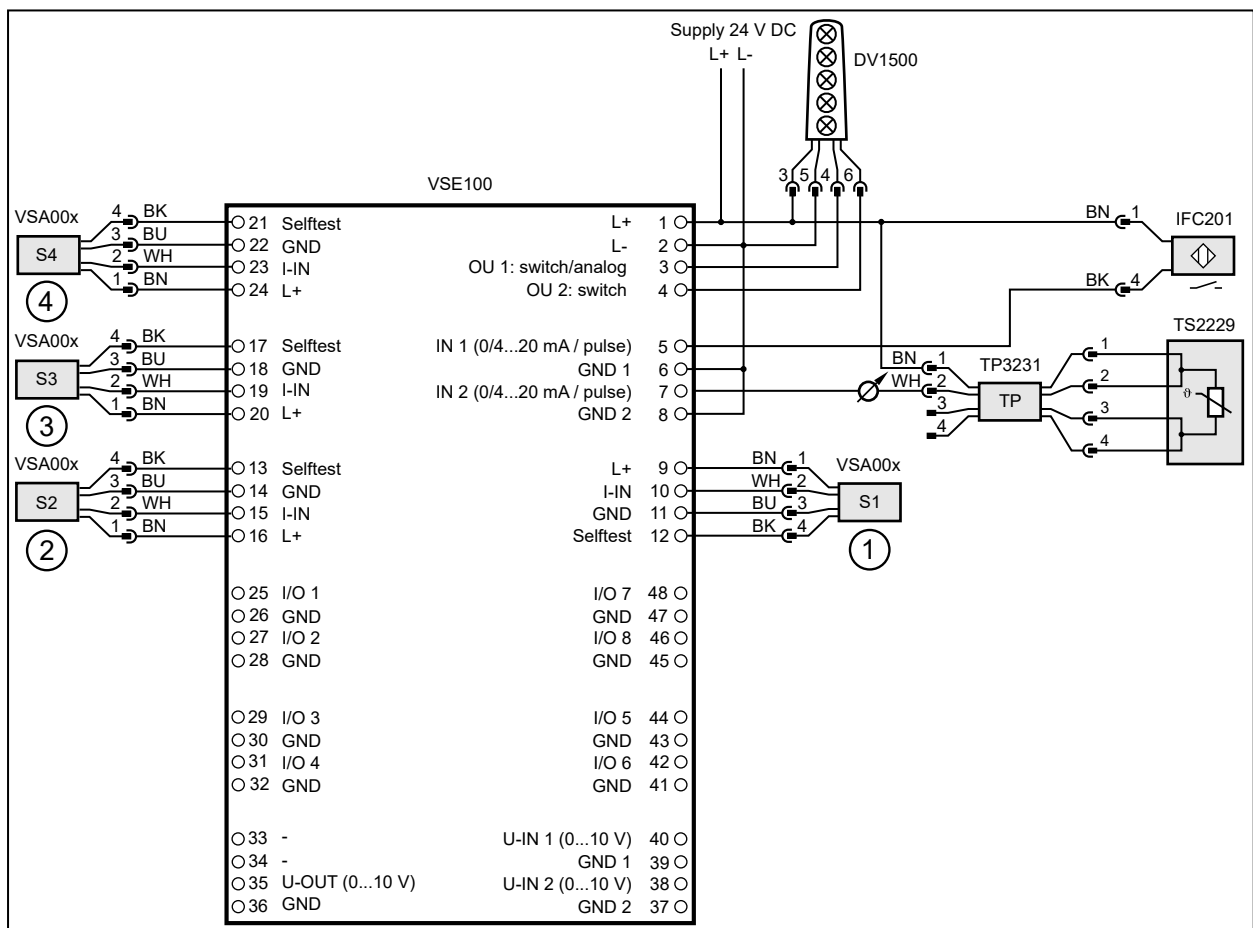 Supply 24 V DC
L+ L-
DV1500
3 5 4 6
VSE100
VSA00x
S4
4
4 BK
3 BU
2 WH
1 BN
21 Selftest
22 GND
23 I-IN
24 L+
VSA00x
S3
3
4 BK
3 BU
2 WH
1 BN
17 Selftest
18 GND
19 I-IN
20 L+
VSA00x
S2
2
4 BK
3 BU
2 WH
1 BN
13 Selftest
14 GND
15 I-IN
16 L+
25 I/O 1
26 GND
27 I/O 2
28 GND
29 I/O 3
30 GND
31 I/O 4
32 GND
33 -
34 -
35 U-OUT (0...10 V)
36 GND
L+ 1
L- 2
OU 1: switch/analog 3
OU 2: switch 4
IN 1 (0/4...20 mA / pulse) 5
GND 1 6
IN 2 (0/4...20 mA / pulse) 7
GND 2 8
L+ 9
I-IN 10
GND 11
Selftest 12
I/O 7 48
GND 47
I/O 8 46
GND 45
I/O 5 44
GND 43
I/O 6 42
GND 41
U-IN 1 (0...10 V) 40
GND 1 39
U-IN 2 (0...10 V) 38
GND 2 37
BN 1
IFC201
BK 4
TS2229
TP3231
BN 1
WH 2
3
4
TP
1
2
3
4
ϑ
BN 1
WH 2
BU 3
BK 4
VSA00x
S1
1